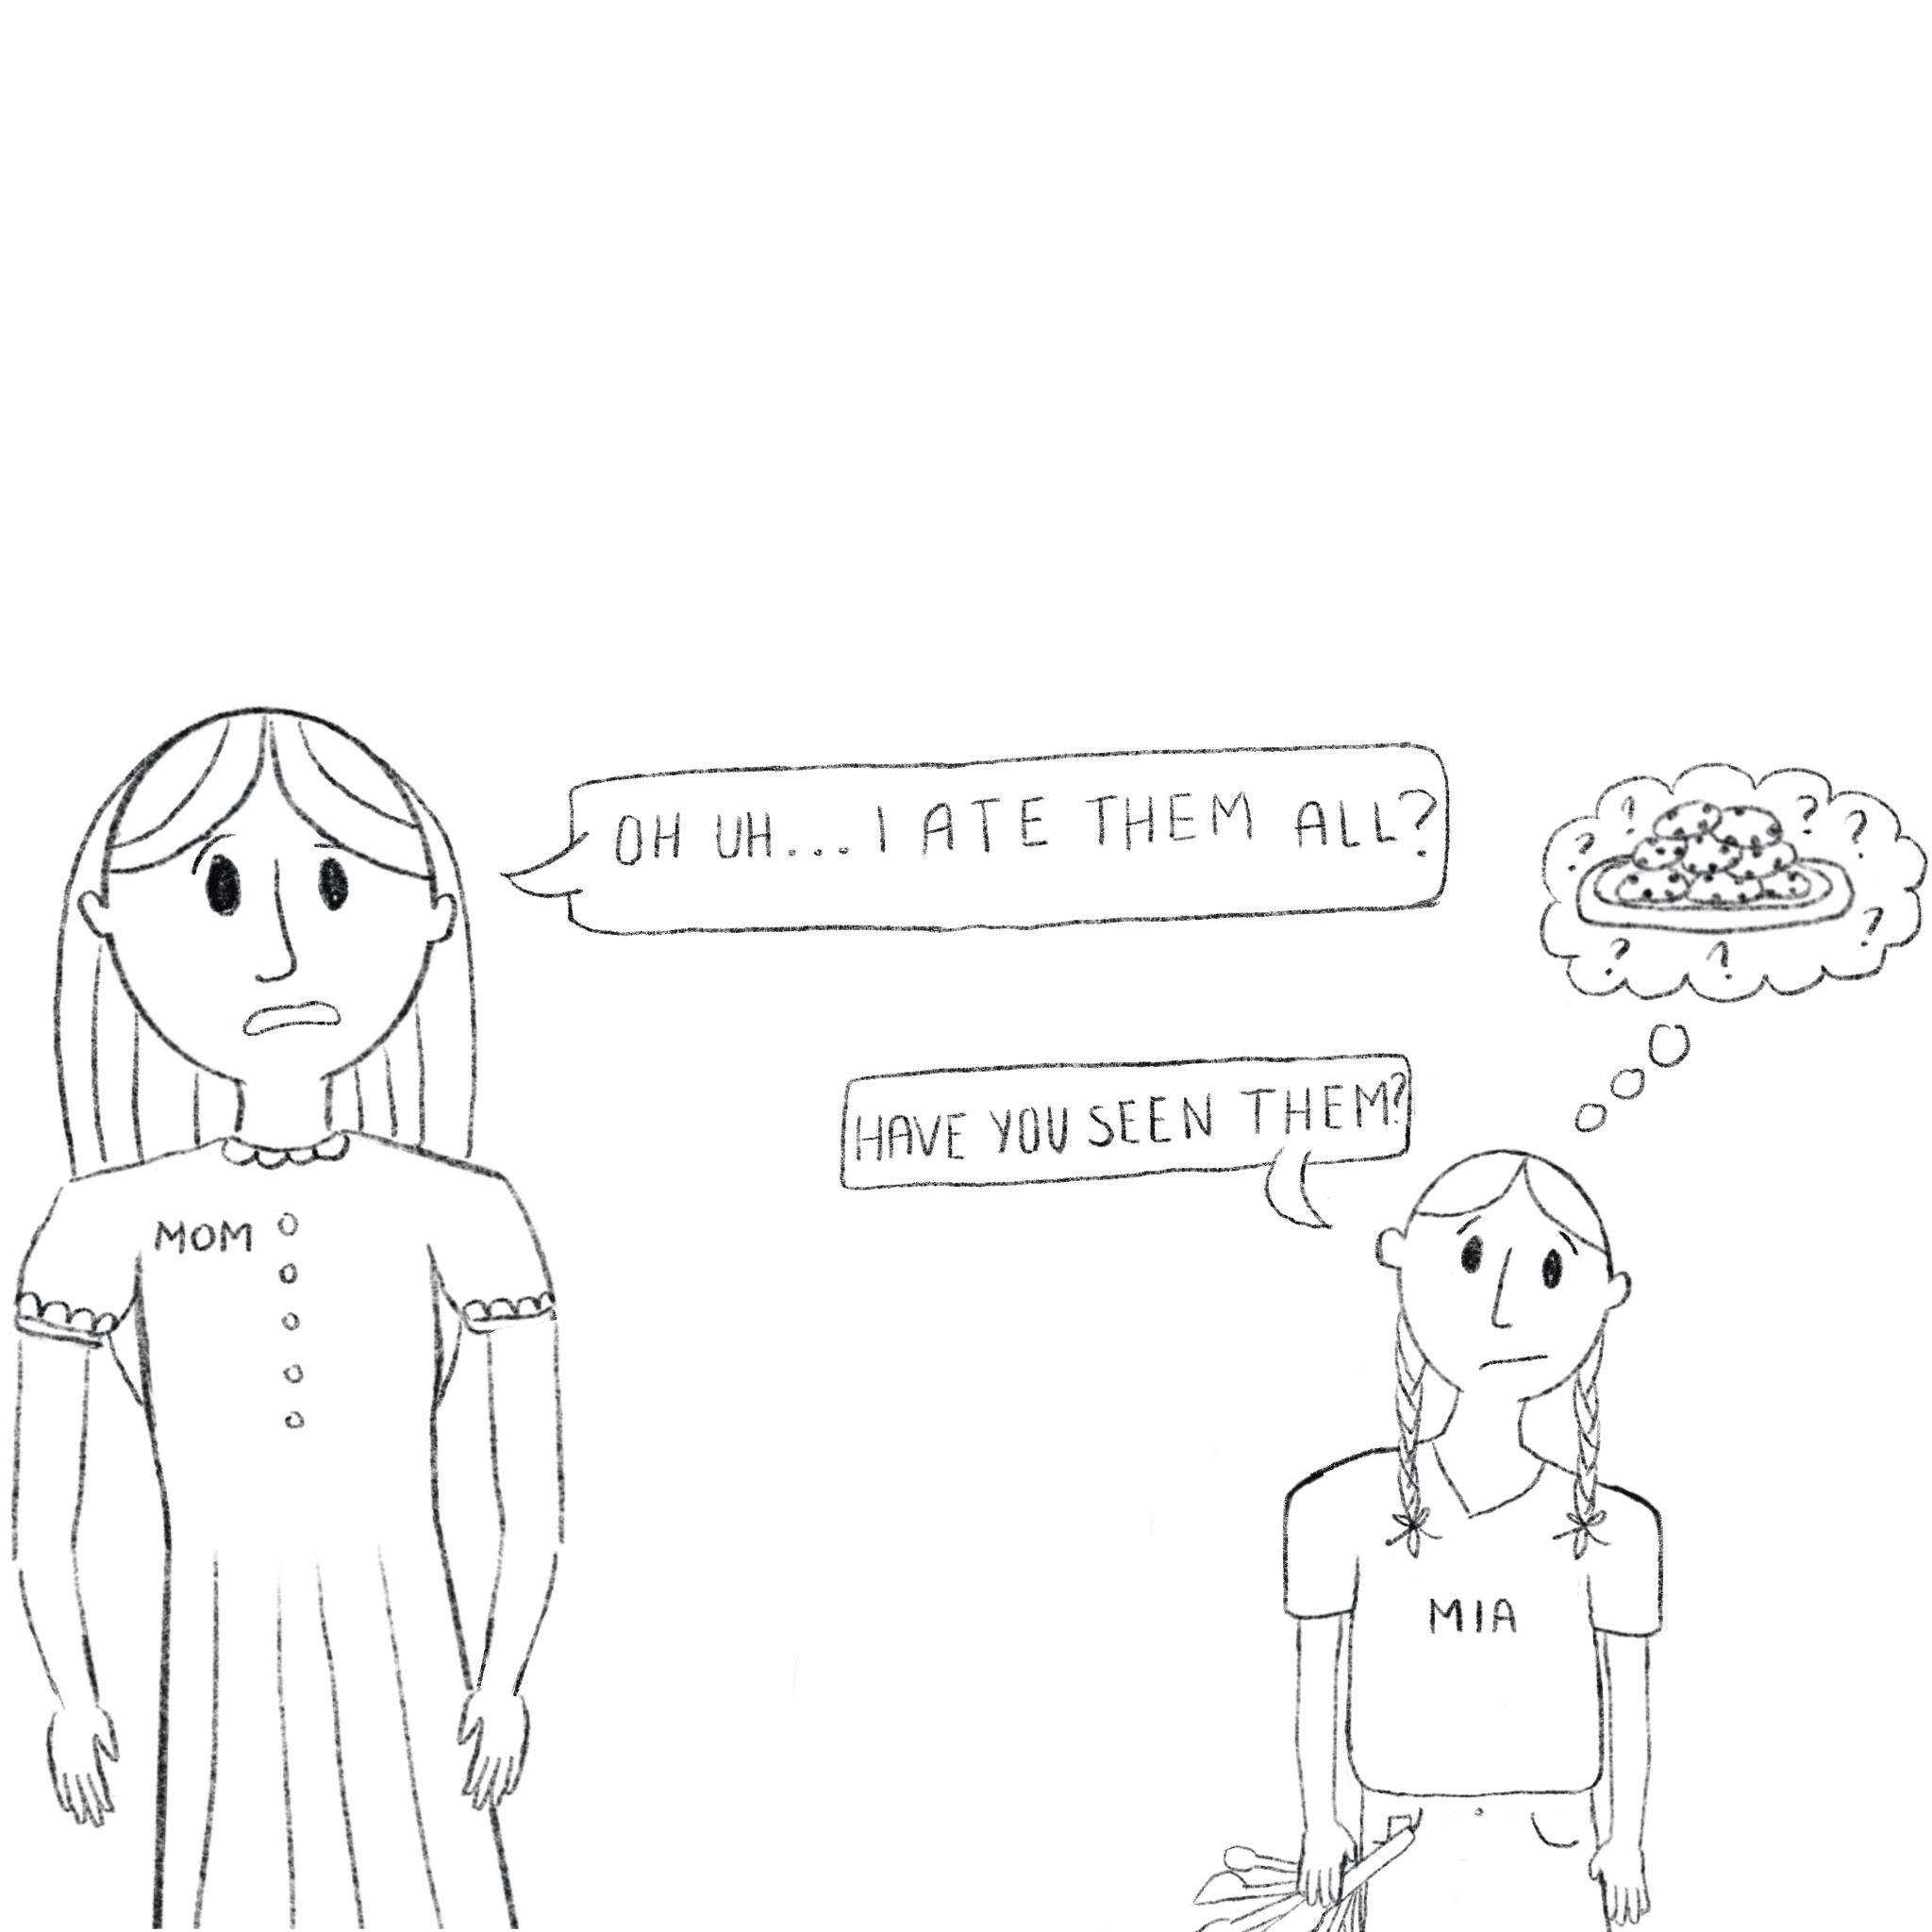 OH UH... I ATE THEM ALL?
? ? ? ? ? ? ?
HAVE YOU SEEN THEM?
MOM
MIA